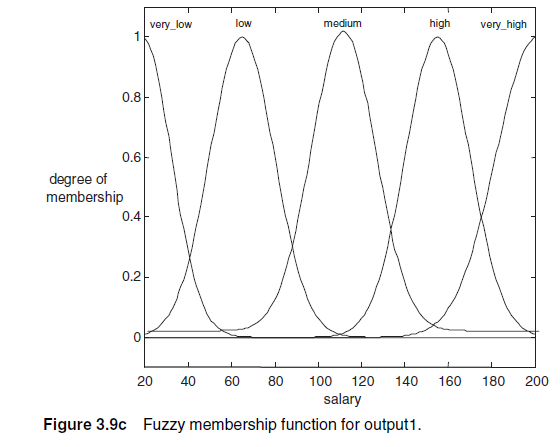 very_low low medium high very_high
1
0.8
0.6
degree of
membership
0.4
0.2
0
20 40 60 80 100 120 140 160 180 200
salary
Figure 3.9c Fuzzy membership function for output1.